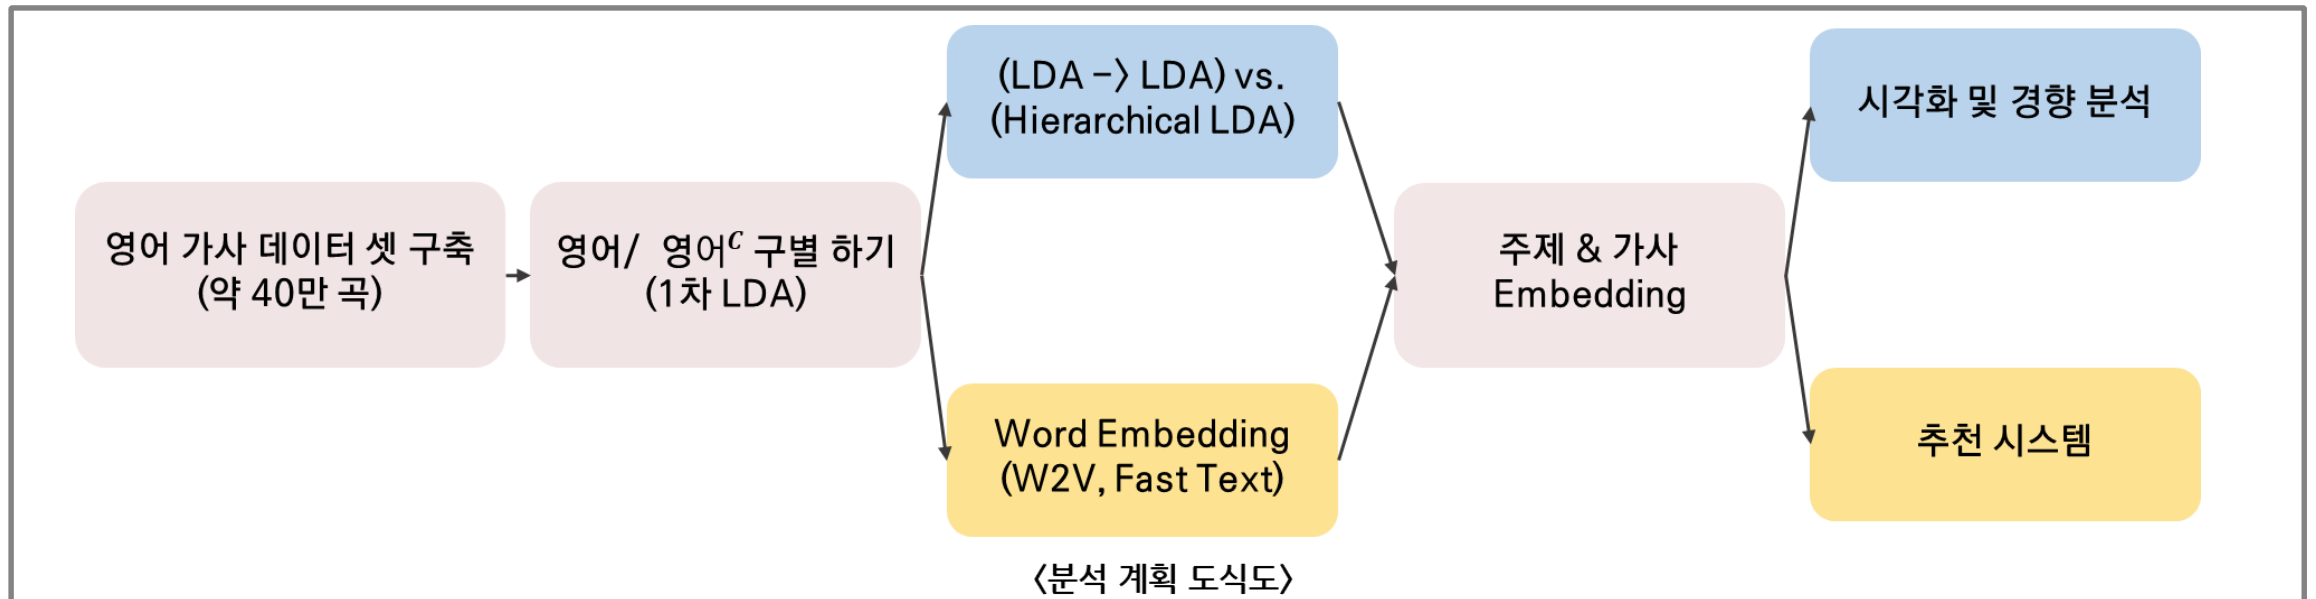 영어 가사 데이터 셋 구축
(약 40만 곡)
영어/ 영어ᶜ 구별 하기
(1차 LDA)
(LDA -> LDA) vs.
(Hierarchical LDA)
Word Embedding
(W2V, Fast Text)
주제 & 가사
Embedding
시각화 및 경향 분석
추천 시스템
<분석 계획 도식도>